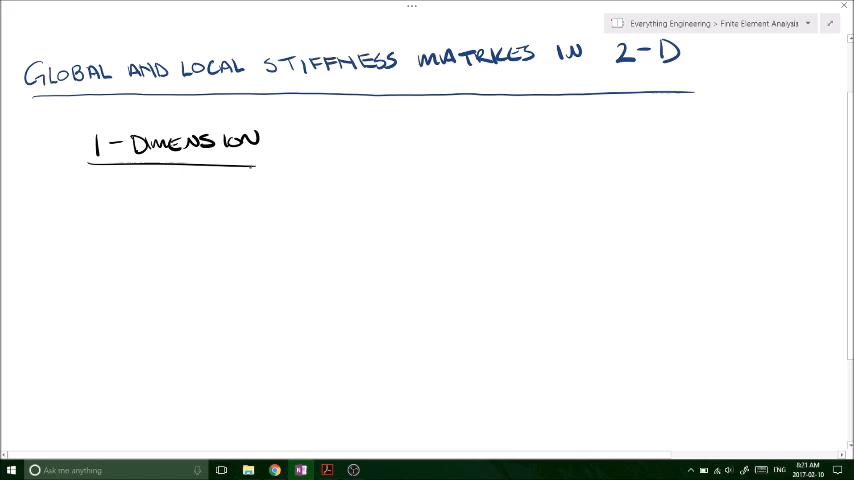 ...
Everything Engineering > Finite Element Analysis
GLOBAL AND LOCAL STIFFNESS MATRICES IN 2-D
1-DIMENSION
Ask me anything
ENG
8:21 AM
2017-02-10